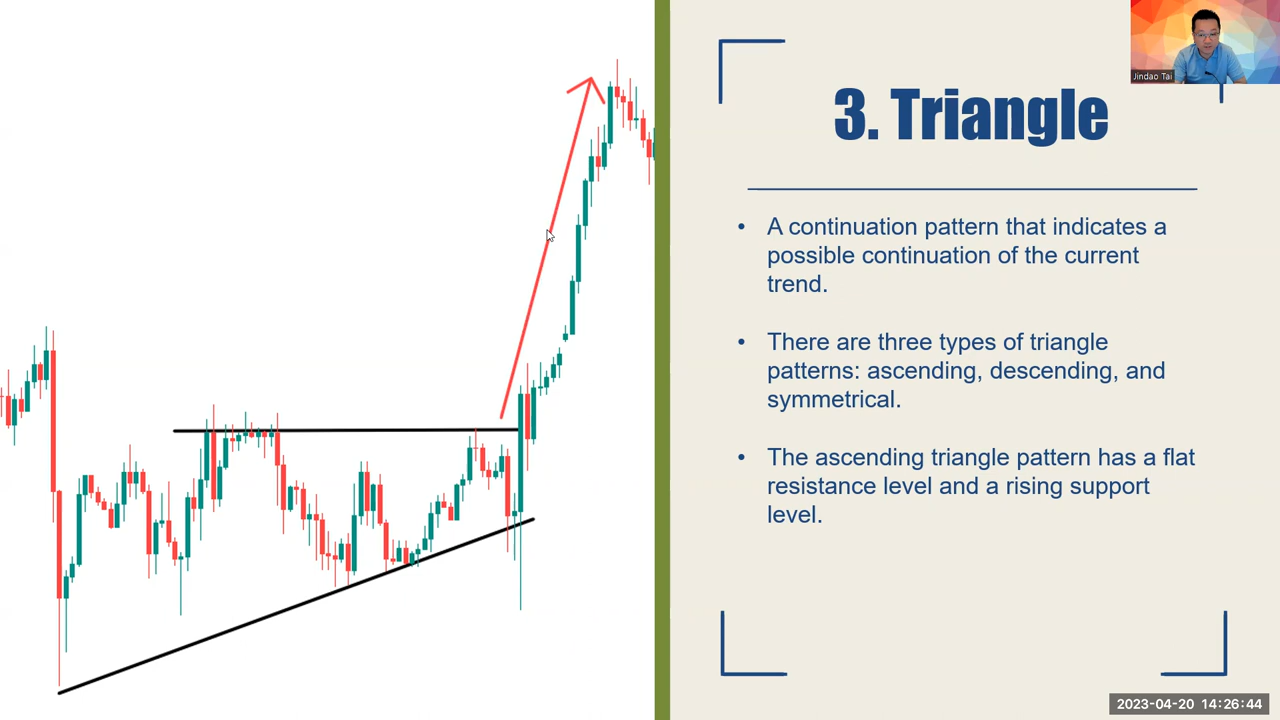 Jindao Tai
3. Triangle
• A continuation pattern that indicates a
possible continuation of the current
trend.
• There are three types of triangle
patterns: ascending, descending, and
symmetrical.
• The ascending triangle pattern has a flat
resistance level and a rising support
level.
2023-04-20 14:26:44